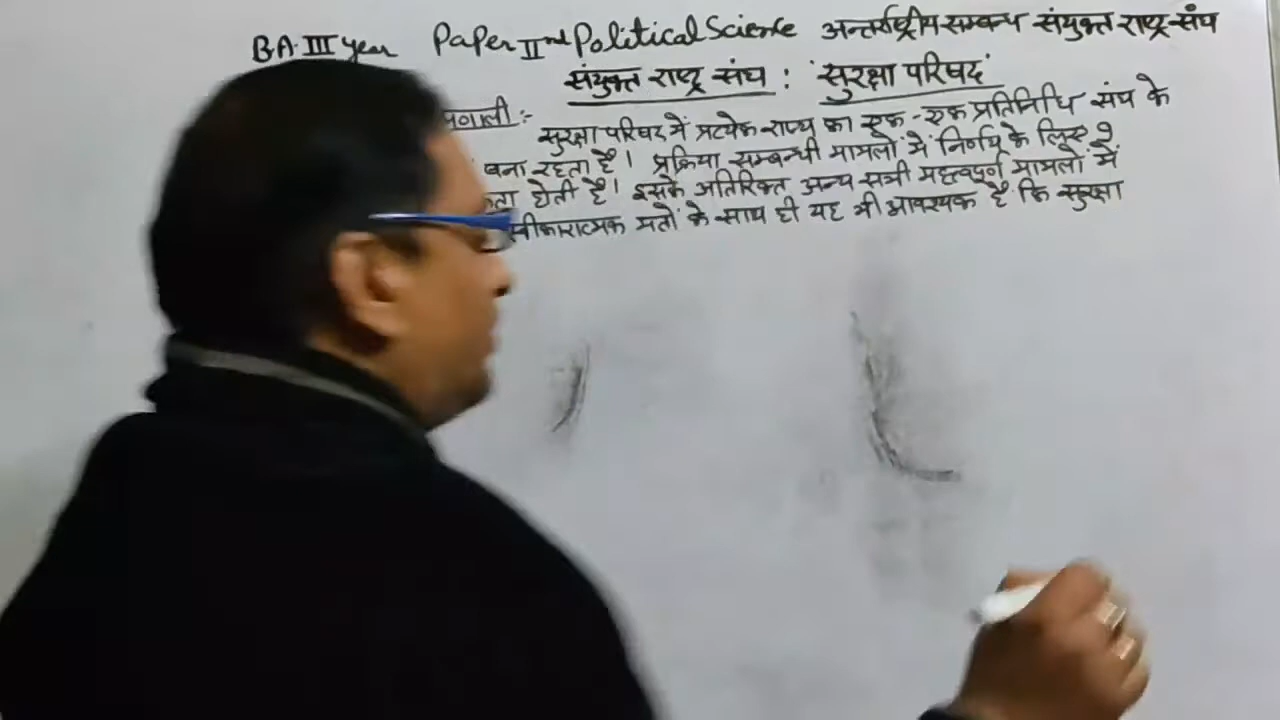 B.A. III year Paper IInd Political Science अन्तर्राष्ट्रीय सम्बन्ध संयुक्त राष्ट्र संघ
संयुक्त राष्ट्र संघ : 'सुरक्षा परिषद'
प्रणाली :-
सुरक्षा परिषद में प्रत्येक राज्य का एक-एक प्रतिनिधि संघ के
बना रहता है। प्रक्रिया सम्बन्धी मामलों में निर्णय के लिए 9
होती है। इसके अतिरिक्त अन्य सभी महत्वपूर्ण मामलों में
स्वीकारात्मक मतों के साथ ही यह भी आवश्यक है कि सुरक्षा